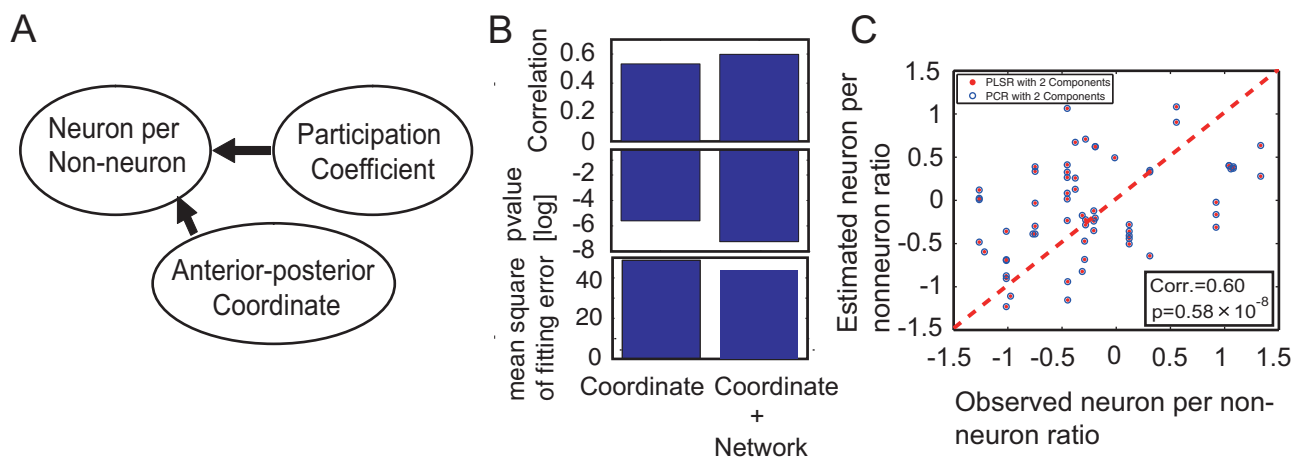 A
Neuron per
Non-neuron
Participation
Coefficient
Anterior-posterior
Coordinate
B
Correlation
0.6
0.4
0.2
0
pvalue
[log]
-2
-4
-6
-8
mean square
of fitting error
40
20
0
Coordinate
Coordinate
+
Network
C
Estimated neuron per
nonneuron ratio
1.5
1
0.5
0
-0.5
-1
-1.5
PLSR with 2 Components
PCR with 2 Components
Corr.=0.60
p=0.58×10⁻⁸
-1.5
-1
-0.5
0
0.5
1
1.5
Observed neuron per non-
neuron ratio